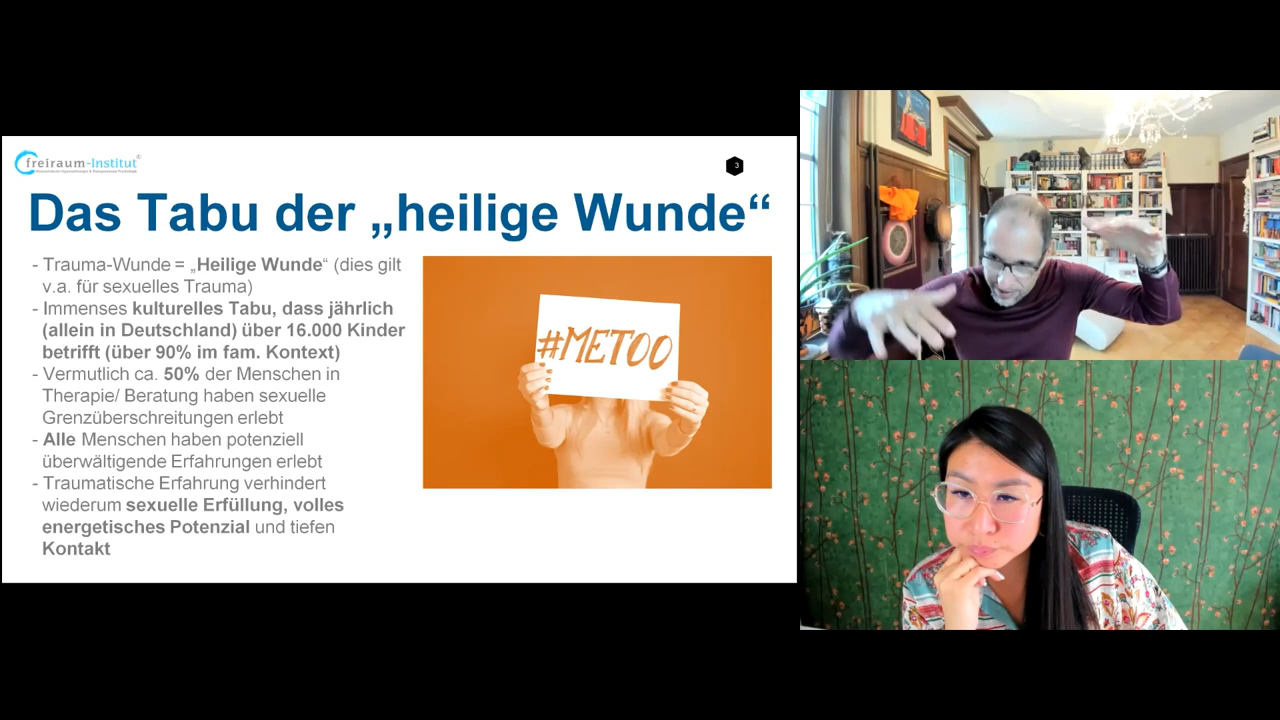 freiraum-Institut®
3
Das Tabu der „heilige Wunde“
- Trauma-Wunde = „Heilige Wunde“ (dies gilt
v.a. für sexuelles Trauma)
- Immenses kulturelles Tabu, dass jährlich
(allein in Deutschland) über 16.000 Kinder
betrifft (über 90% im fam. Kontext)
- Vermutlich ca. 50% der Menschen in
Therapie/ Beratung haben sexuelle
Grenzüberschreitungen erlebt
- Alle Menschen haben potenziell
überwältigende Erfahrungen erlebt
- Traumatische Erfahrung verhindert
wiederum sexuelle Erfüllung, volles
energetisches Potenzial und tiefen
Kontakt
#METOO